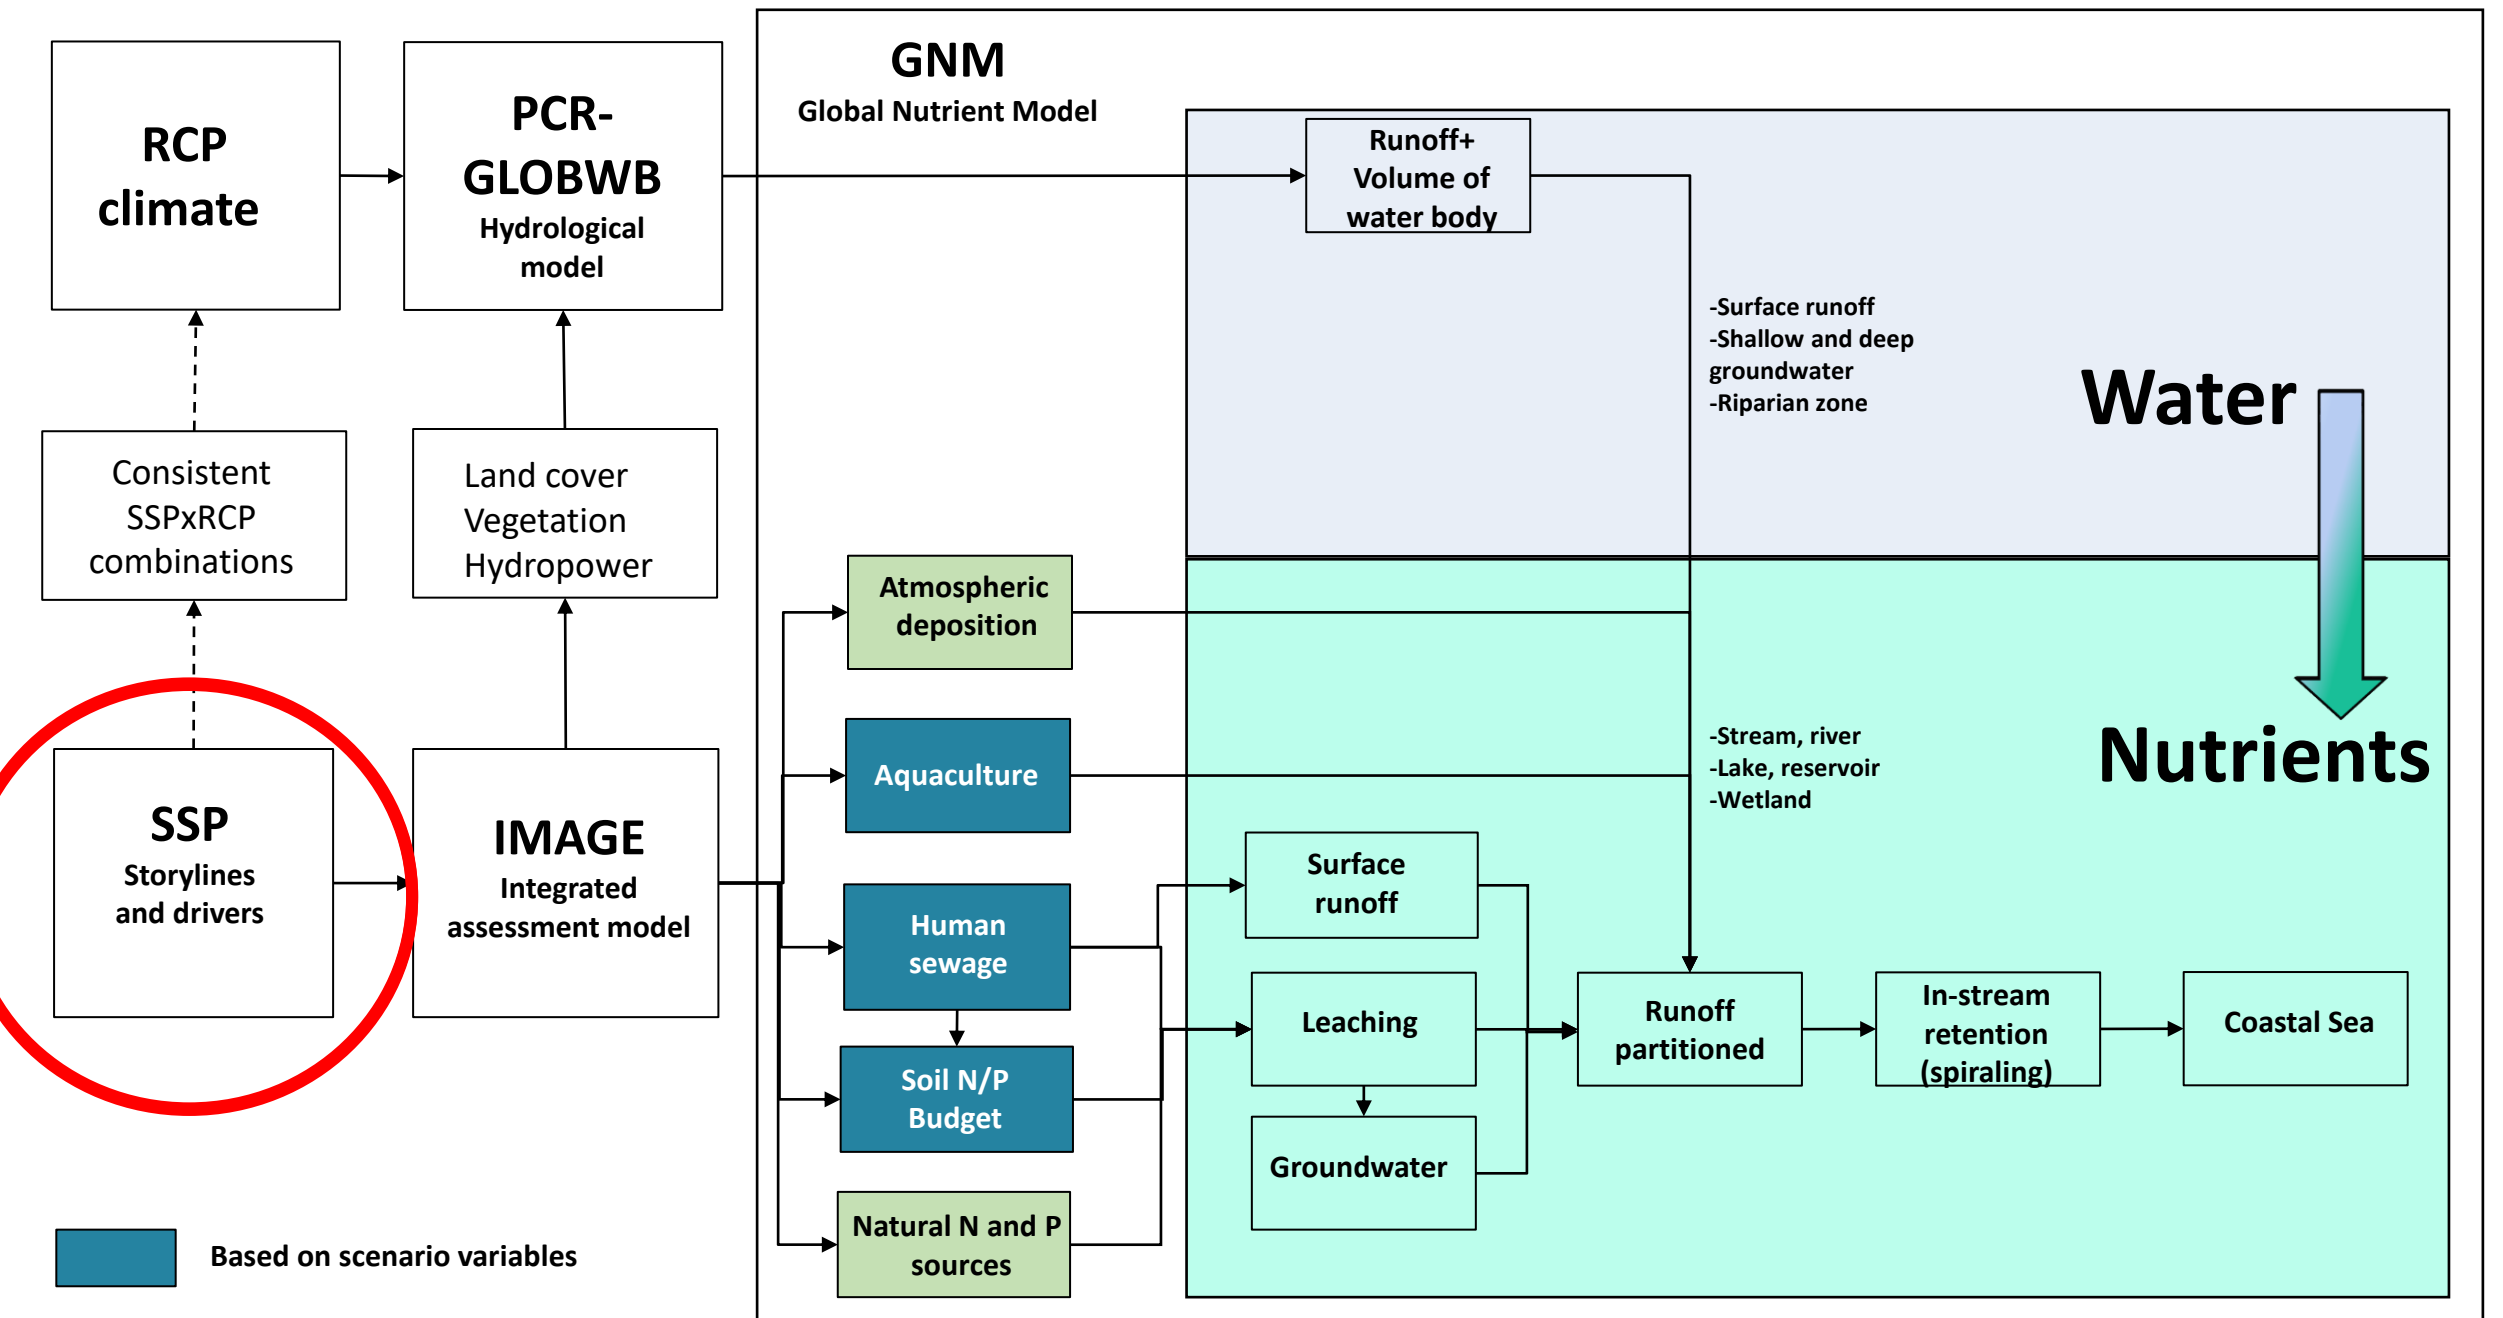 RCP
climate
PCR-
GLOBWB
Hydrological
model
GNM
Global Nutrient Model
Runoff+
Volume of
water body
-Surface runoff
-Shallow and deep
groundwater
-Riparian zone
Water
Consistent
SSPxRCP
combinations
Land cover
Vegetation
Hydropower
Atmospheric
deposition
Aquaculture
-Stream, river
-Lake, reservoir
-Wetland
Nutrients
SSP
Storylines
and drivers
IMAGE
Integrated
assessment model
Human
sewage
Surface
runoff
Leaching
Runoff
partitioned
In-stream
retention
(spiraling)
Coastal Sea
Soil N/P
Budget
Groundwater
Natural N and P
sources
Based on scenario variables